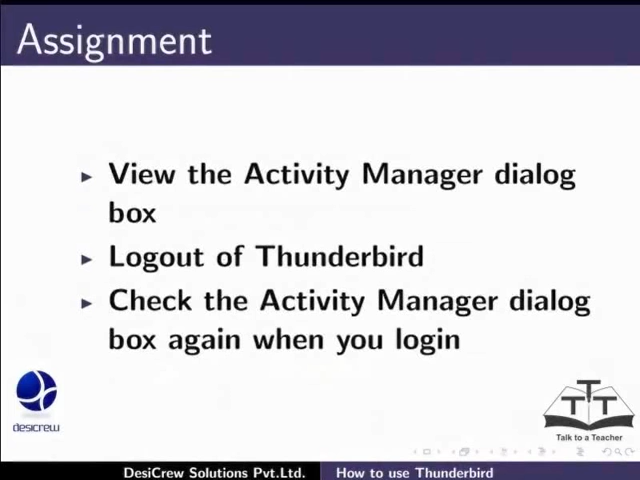 Assignment
View the Activity Manager dialog
box
Logout of Thunderbird
Check the Activity Manager dialog
box again when you login
desicrew
TTT
Talk to a Teacher
DesiCrew Solutions Pvt.Ltd.
How to use Thunderbird